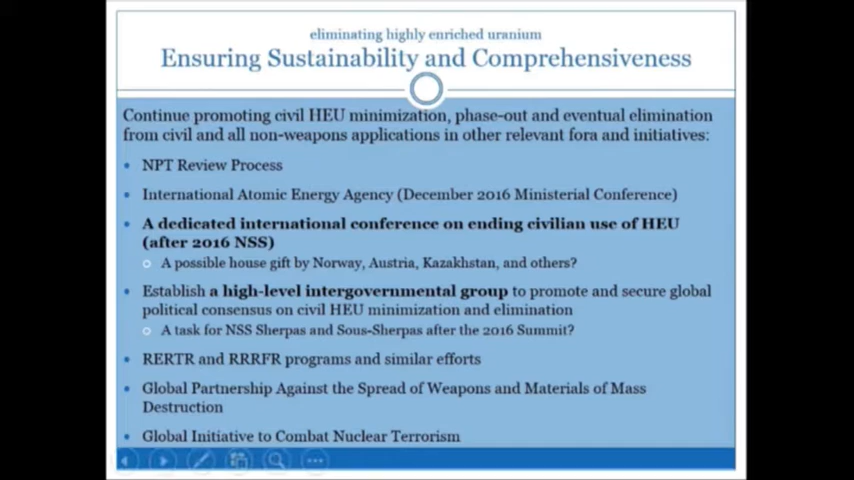 eliminating highly enriched uranium
Ensuring Sustainability and Comprehensiveness
Continue promoting civil HEU minimization, phase-out and eventual elimination
from civil and all non-weapons applications in other relevant fora and initiatives:
• NPT Review Process
• International Atomic Energy Agency (December 2016 Ministerial Conference)
• A dedicated international conference on ending civilian use of HEU
(after 2016 NSS)
○ A possible house gift by Norway, Austria, Kazakhstan, and others?
• Establish a high-level intergovernmental group to promote and secure global
political consensus on civil HEU minimization and elimination
○ A task for NSS Sherpas and Sous-Sherpas after the 2016 Summit?
• RERTR and RRRFR programs and similar efforts
• Global Partnership Against the Spread of Weapons and Materials of Mass
Destruction
• Global Initiative to Combat Nuclear Terrorism